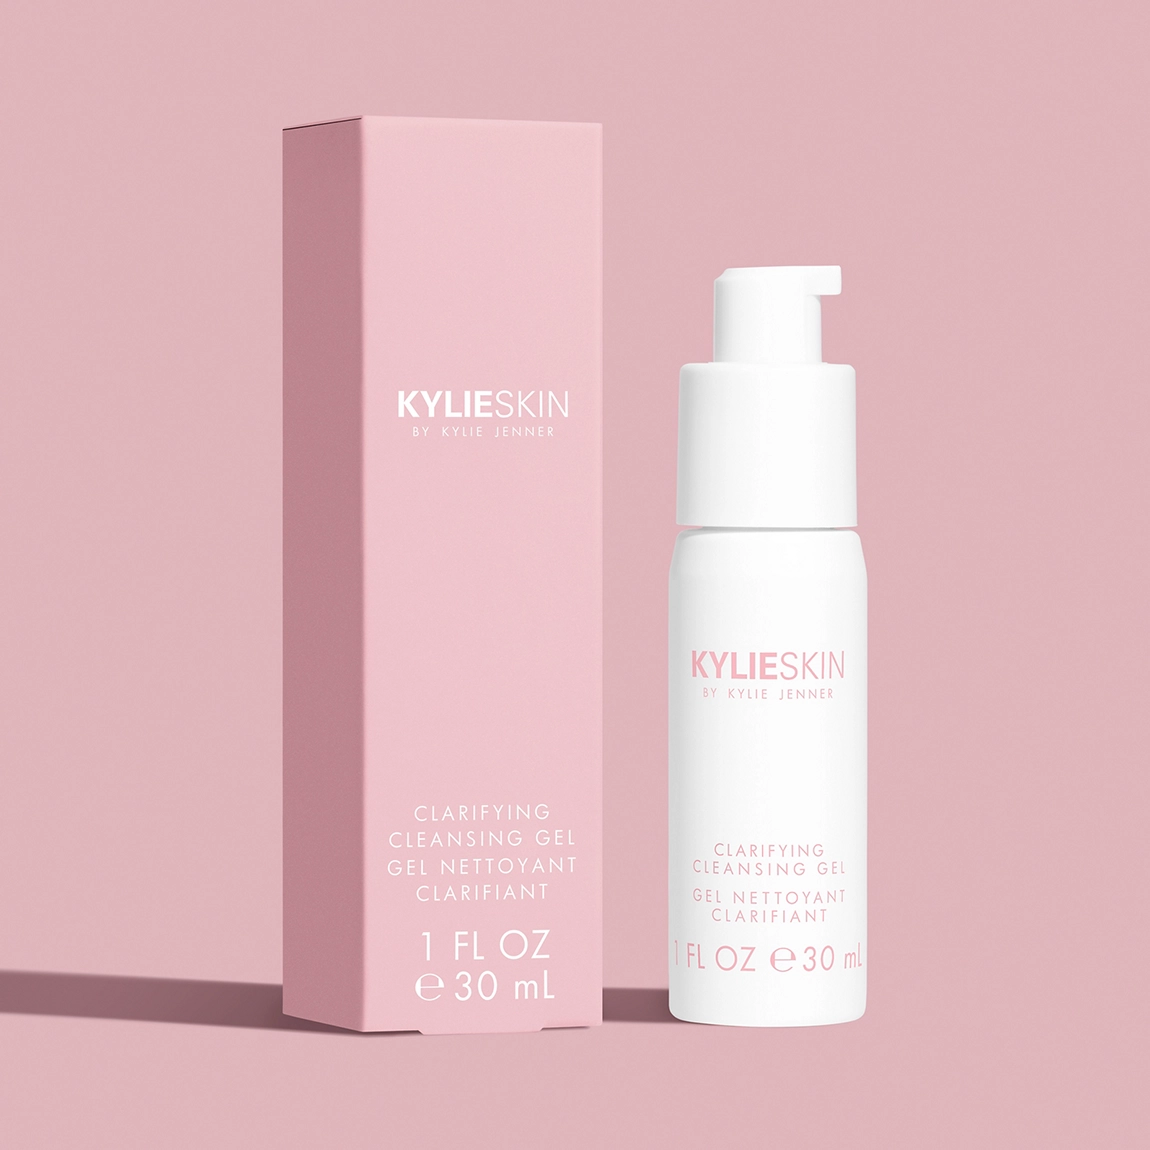 KYLIESKIN
BY KYLIE JENNER
CLARIFYING
CLEANSING GEL
GEL NETTOYANT
CLARIFIANT
1 FL OZ
℮ 30 mL
KYLIESKIN
BY KYLIE JENNER
CLARIFYING
CLEANSING GEL
GEL NETTOYANT
CLARIFIANT
1 FL OZ ℮ 30 mL